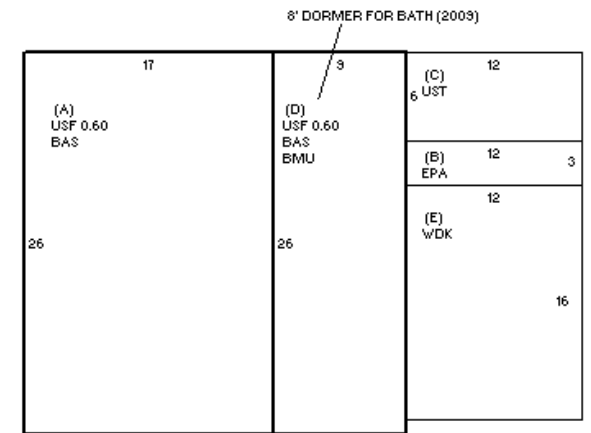 8' DORMER FOR BATH (2009)
17
9
12
(C)
6 UST
(A)
USF 0.60
BAS
(D)
USF 0.60
BAS
BMU
(B)
12
3
EPA
12
(E)
WDK
26
26
16